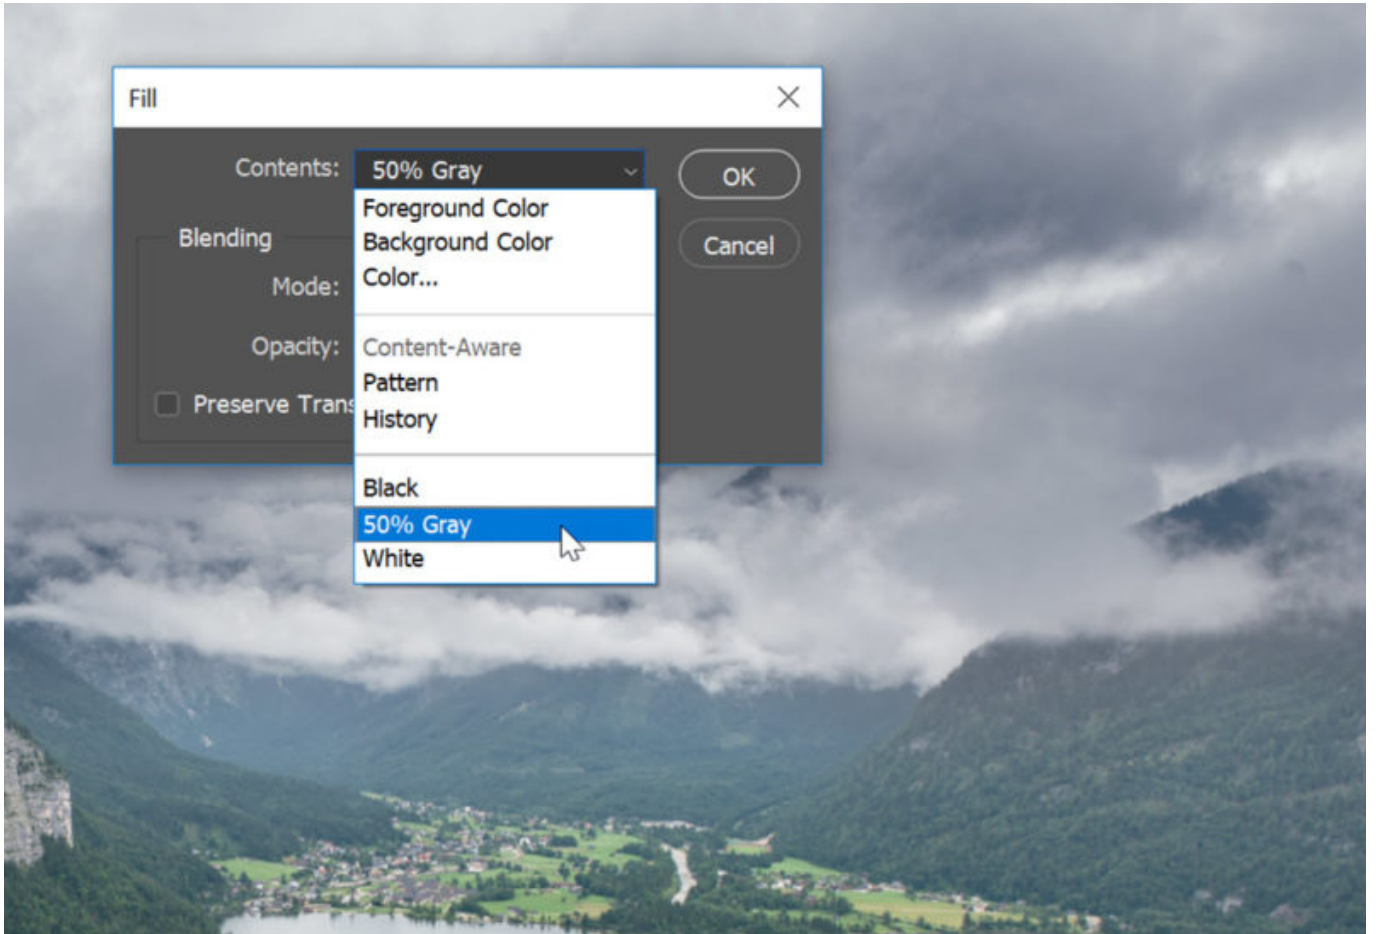 Fill
Contents:
50% Gray
OK
Foreground Color
Blending
Background Color
Cancel
Mode:
Color...
Opacity:
Content-Aware
Pattern
Preserve Trans
History
Black
50% Gray
White